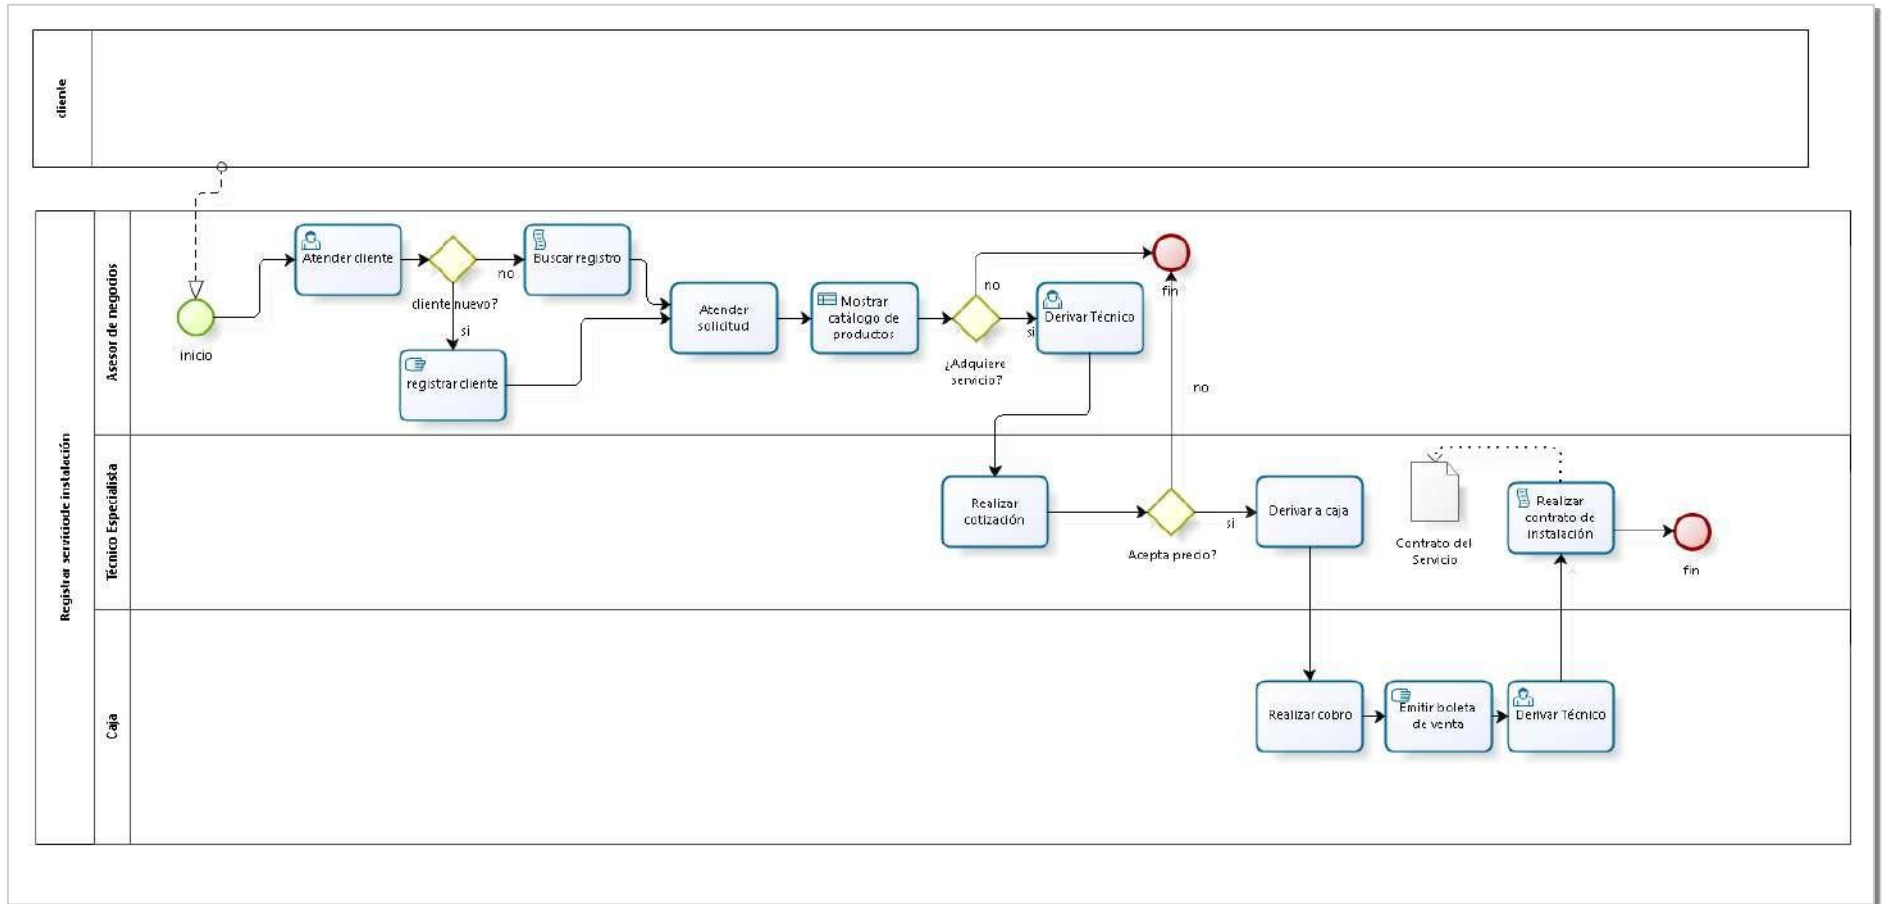 cliente
Registrar serviciode instalación
Asesor de negocios
inicio
Atender cliente
cliente nuevo?
no
si
Buscar registro
registrar cliente
Atender
solicitud
Mostrar
catálogo de
productos
¿Adquiere
servicio?
no
si
Derivar Técnico
fin
no
Técnico Especialista
Realizar
cotización
Acepta precio?
si
Derivar a caja
Contrato del
Servicio
Realizar
contrato de
instalación
fin
Caja
Realizar cobro
Emitir boleta
de venta
Derivar Técnico